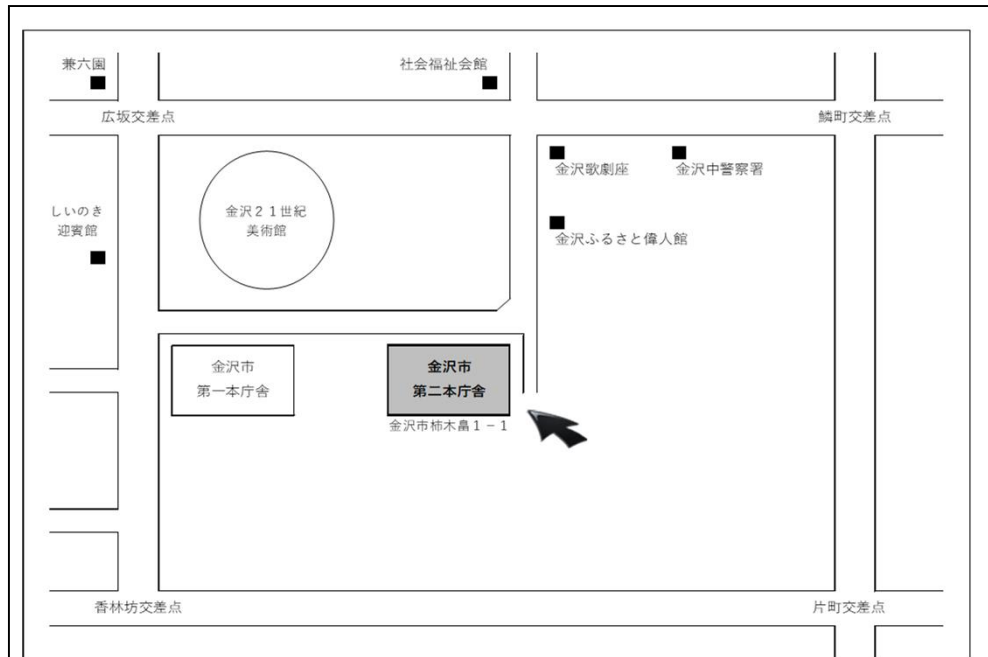 兼六園
社会福祉会館
広坂交差点
鱗町交差点
金沢歌劇座
金沢中警察署
しいのき
迎賓館
金沢２１世紀
美術館
金沢ふるさと偉人館
金沢市
第一本庁舎
金沢市
第二本庁舎
金沢市柿木畠１－１
香林坊交差点
片町交差点